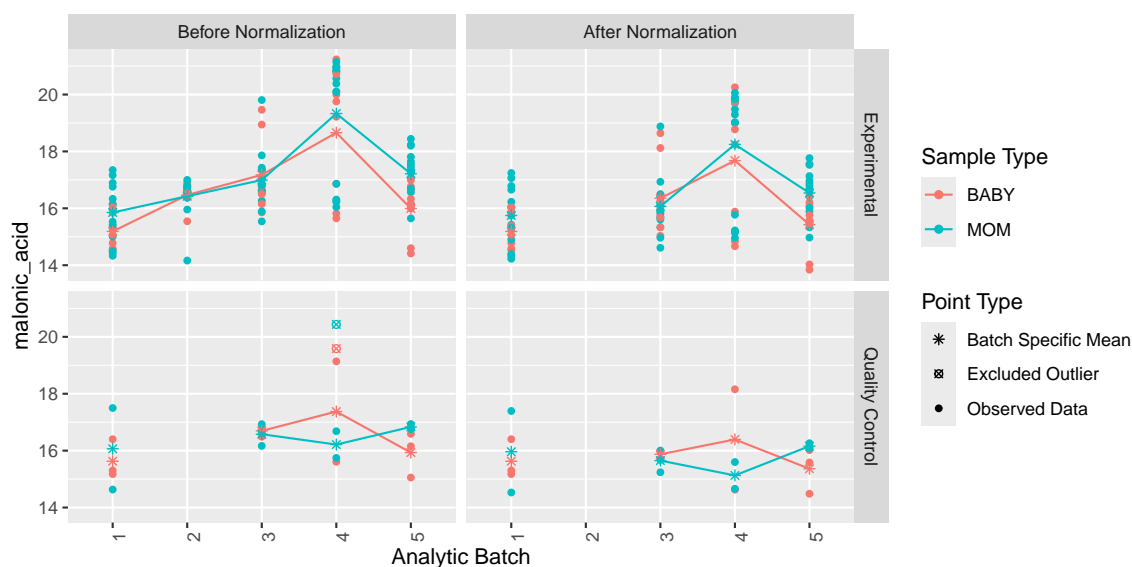 Before Normalization
After Normalization
20
18
16
14
Experimental
20
18
16
14
Quality Control
malonic_acid
1
2
3
4
5
1
2
3
4
5
Analytic Batch
Sample Type
BABY
MOM
Point Type
Batch Specific Mean
Excluded Outlier
Observed Data